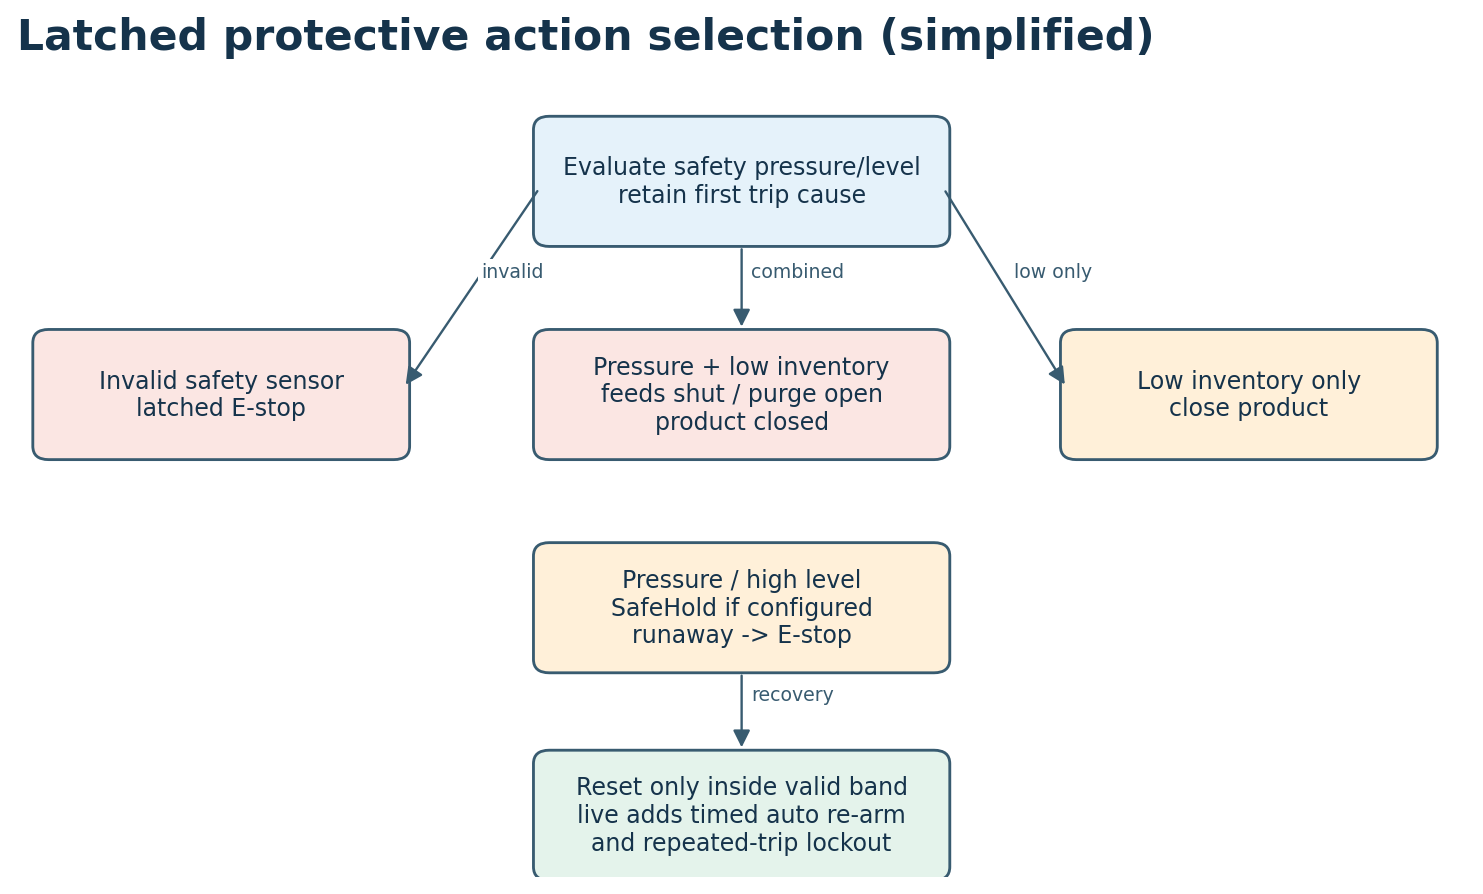 Latched protective action selection (simplified)
Evaluate safety pressure/level
retain first trip cause
invalid
combined
low only
Invalid safety sensor
latched E-stop
Pressure + low inventory
feeds shut / purge open
product closed
Low inventory only
close product
Pressure / high level
SafeHold if configured
runaway -> E-stop
recovery
Reset only inside valid band
live adds timed auto re-arm
and repeated-trip lockout